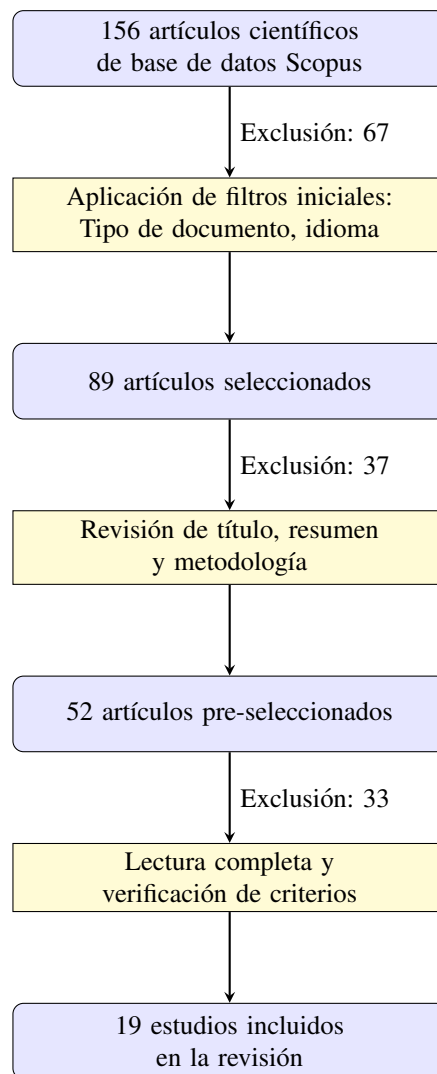 156 artículos científicos
de base de datos Scopus
Exclusión: 67
Aplicación de filtros iniciales:
Tipo de documento, idioma
89 artículos seleccionados
Exclusión: 37
Revisión de título, resumen
y metodología
52 artículos pre-seleccionados
Exclusión: 33
Lectura completa y
verificación de criterios
19 estudios incluidos
en la revisión